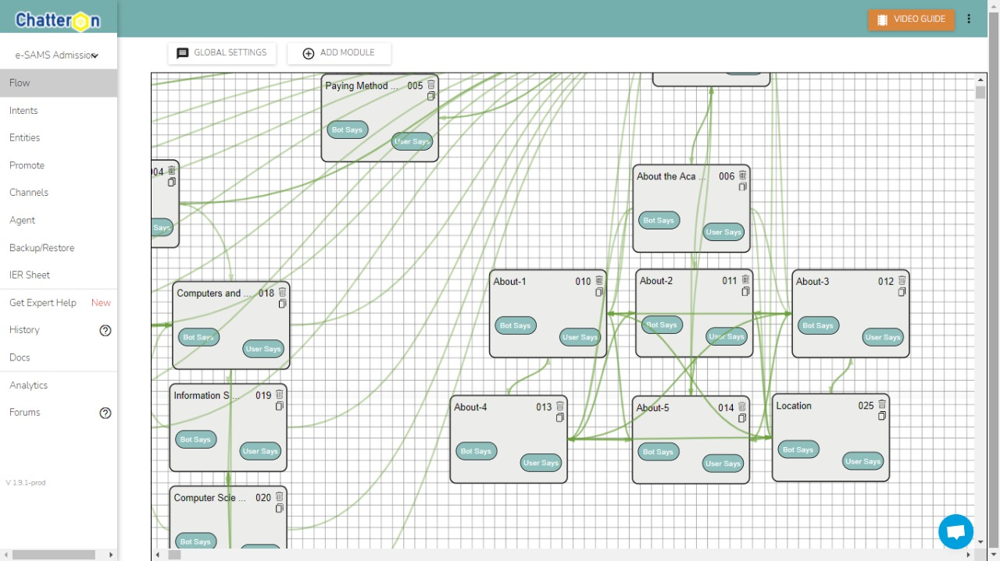 Chatteron
VIDEO GUIDE
e-SAMS Admission
GLOBAL SETTINGS
ADD MODULE
Flow
Intents
Entities
Promote
Channels
Agent
Backup/Restore
IER Sheet
Get Expert Help New
History
Docs
Analytics
Forums
V 1.9.1-prod
Paying Method ... 005
Bot Says
User Says
004
Says
About the Aca ... 006
Bot Says
User Says
Computers and ... 018
Bot Says
User Says
About-1 010
Bot Says
User Says
About-2 011
Bot Says
User Says
About-3 012
Bot Says
User Says
Information S ... 019
Bot Says
User Says
About-4 013
Bot Says
User Says
About-5 014
Bot Says
User Says
Location 025
Bot Says
User Says
Computer Scie ... 020
Bot Says